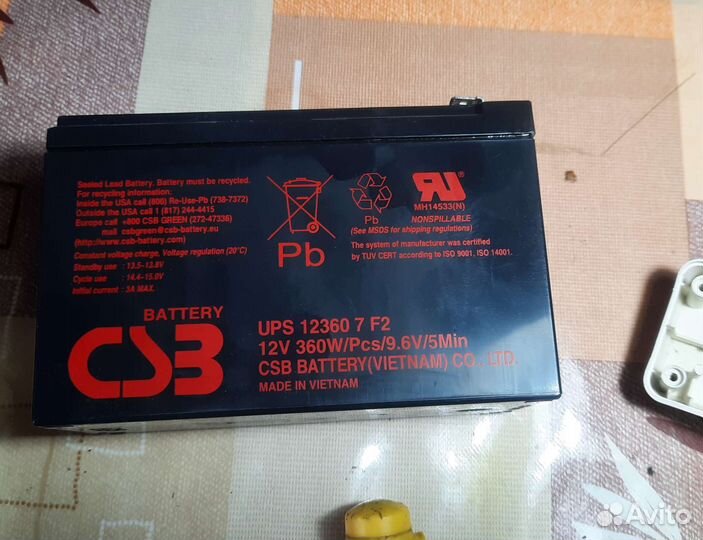 Sealed Lead Battery. Battery must be recycled.
For recycling information:
Inside the USA call (800) Re-Use-Pb (738-7372)
Outside the USA call 1 (817) 244-4415
Europe call +800 CSB GREEN (272-47336)
mail csbgreen@csb-battery.eu
(http://www.csb-battery.com)
Constant voltage charge, Voltage regulation (20°C)
Standby use : 13.5~13.8V
Cycle use : 14.4~15.0V
Initial current : 3A MAX.
Pb
Pb
RU
MH14533(N)
NONSPILLABLE
(See MSDS for shipping regulations)
The system of manufacturer was certified
by TUV CERT according to ISO 9001, ISO 14001.
BATTERY
CSB
UPS 12360 7 F2
12V 360W/Pcs/9.6V/5Min
CSB BATTERY(VIETNAM) CO., LTD.
MADE IN VIETNAM
Avito